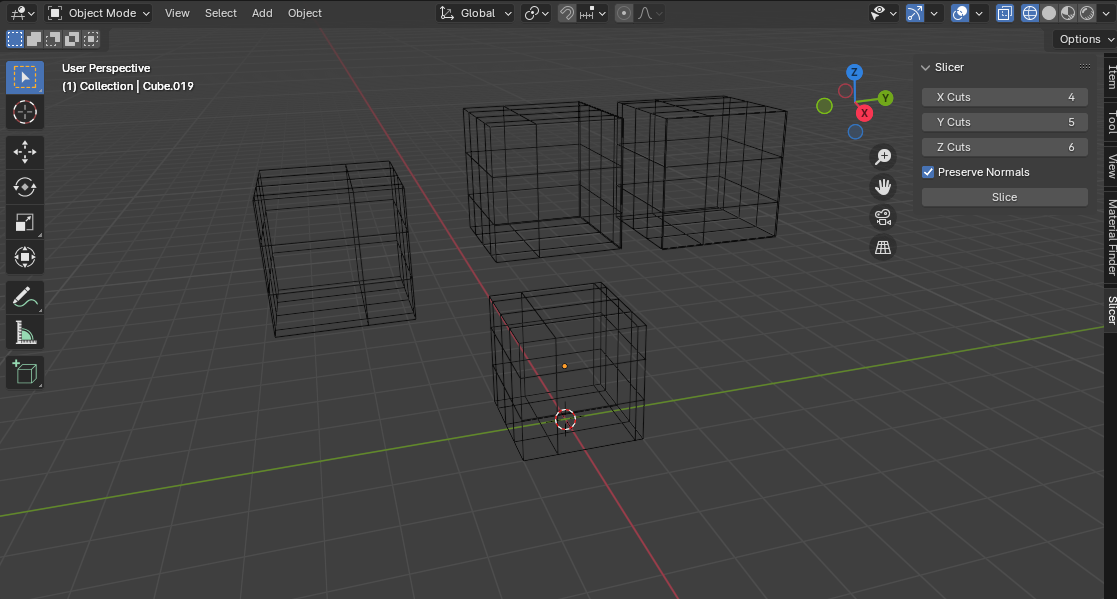 Object Mode View Select Add Object Global
Options
User Perspective
(1) Collection | Cube.019
Z
Y
X
Slicer
X Cuts 4
Y Cuts 5
Z Cuts 6
Preserve Normals
Slice
Item
Tool
View
Material Finder
Slicer